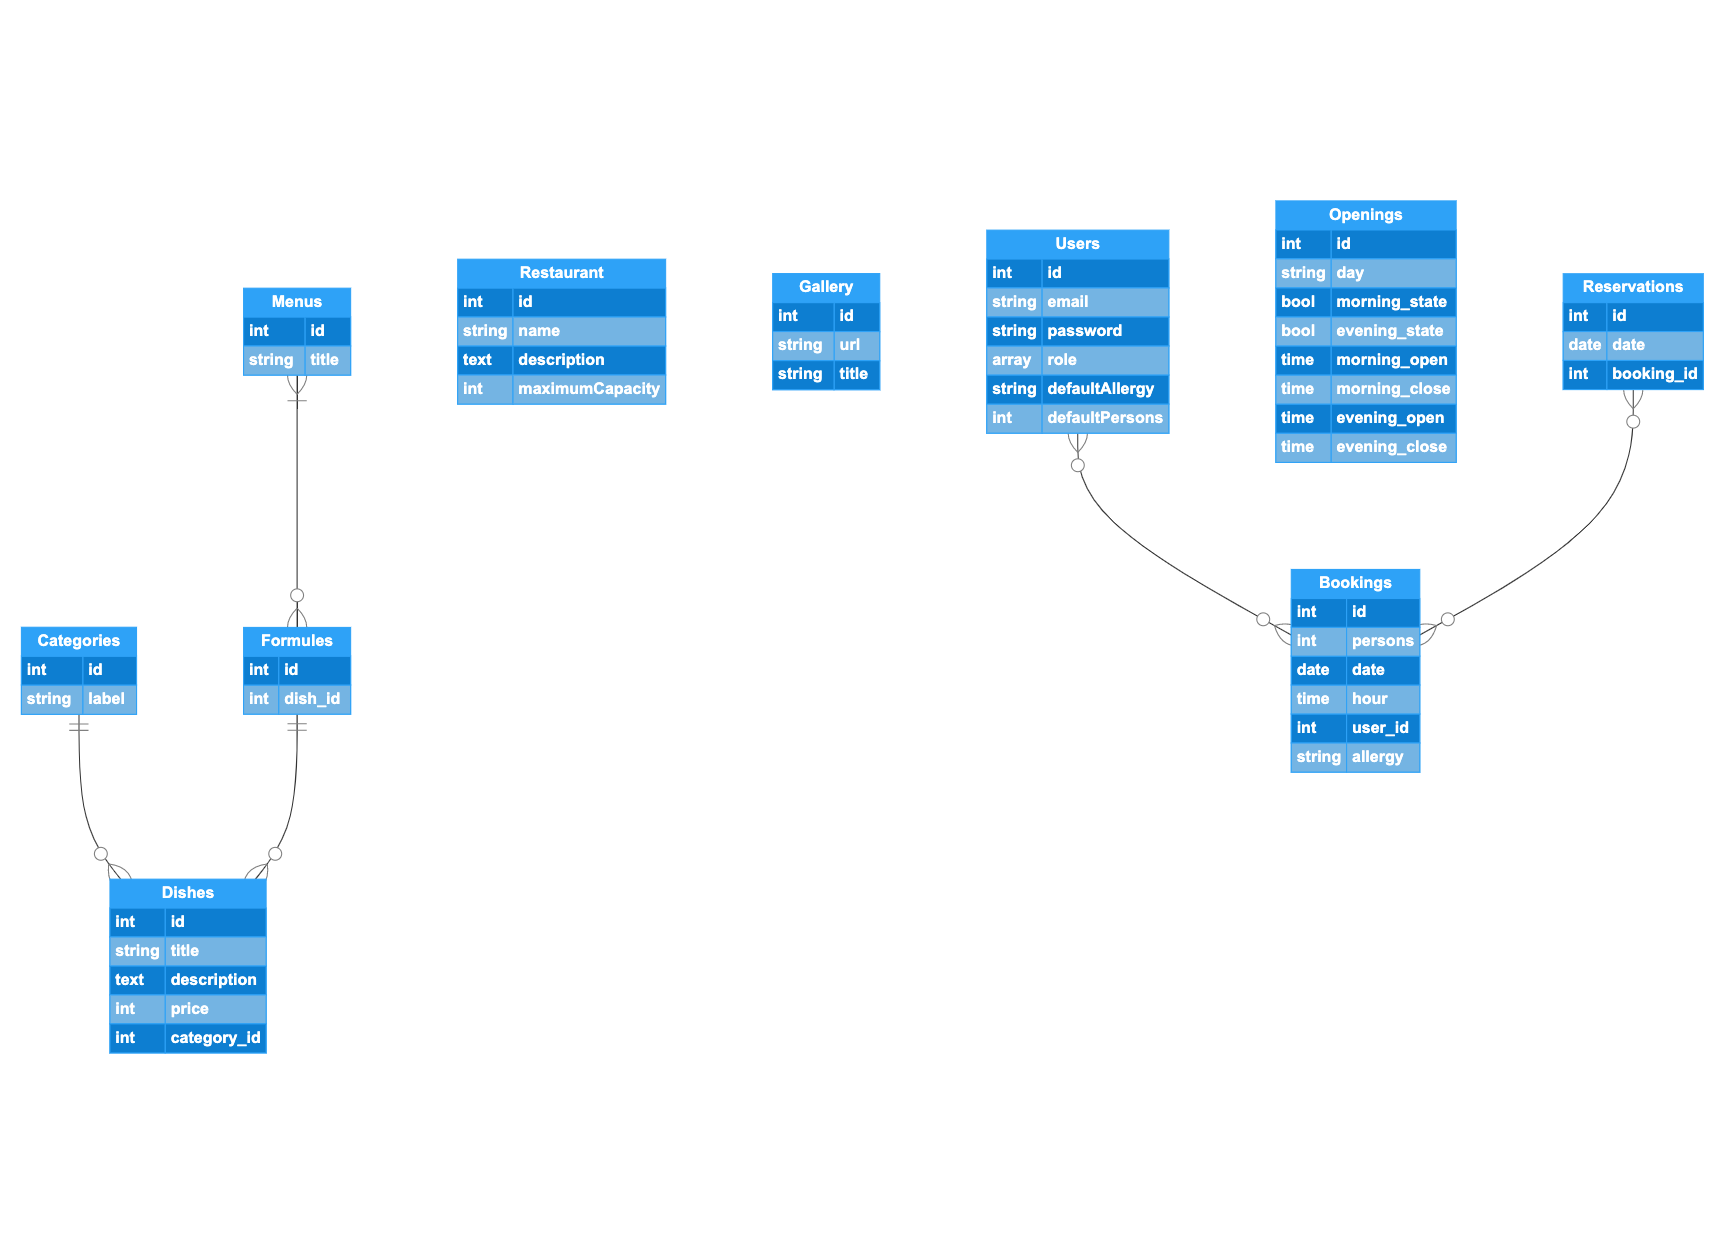 Menus
int id
string title
Restaurant
int id
string name
text description
int maximumCapacity
Gallery
int id
string url
string title
Users
int id
string email
string password
array role
string defaultAllergy
int defaultPersons
Openings
int id
string day
bool morning_state
bool evening_state
time morning_open
time morning_close
time evening_open
time evening_close
Reservations
int id
date date
int booking_id
Categories
int id
string label
Formules
int id
int dish_id
Bookings
int id
int persons
date date
time hour
int user_id
string allergy
Dishes
int id
string title
text description
int price
int category_id